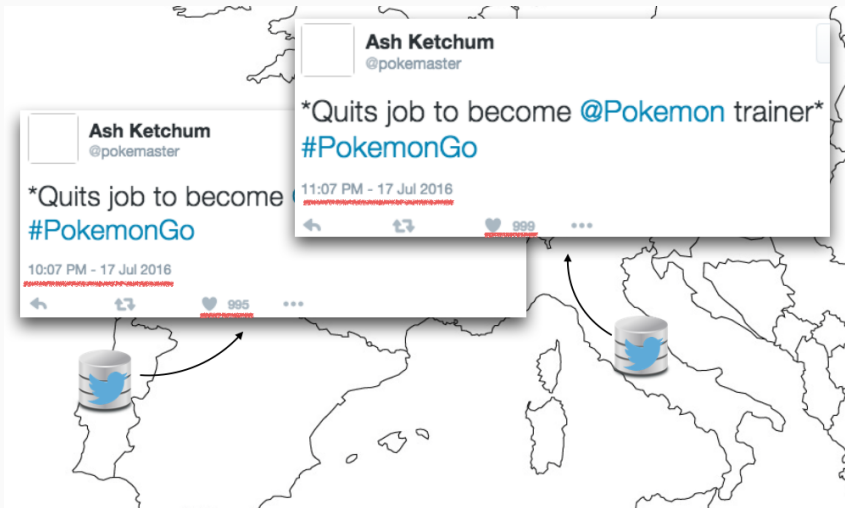 Ash Ketchum
@pokemaster
*Quits job to become @Pokemon trainer*
#PokemonGo
11:07 PM - 17 Jul 2016
999
Ash Ketchum
@pokemaster
*Quits job to become
#PokemonGo
10:07 PM - 17 Jul 2016
995